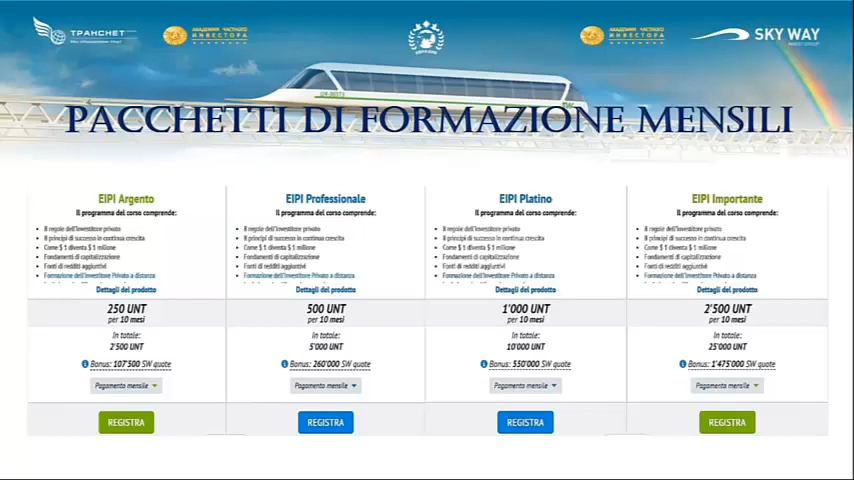 ТРАНСНЕТ
АКАДЕМИЯ ЧАСТНОГО
ИНВЕСТОРА
АКАДЕМИЯ ЧАСТНОГО
ИНВЕСТОРА
SKY WAY
INVEST GROUP
PACCHETTI DI FORMAZIONE MENSILI
EIPI Argento
Il programma del corso comprende:
8 regole dell'investitore privato
8 principi di successo in continua crescita
Come $ 1 diventa $ 1 milione
Fondamenti di capitalizzazione
Fonti di redditi aggiuntivi
Formazione dell'Investitore Privato a distanza
Dettagli del prodotto
250 UNT
per 10 mesi
In totale:
2'500 UNT
Bonus: 107'500 SW quote
Pagamento mensile
REGISTRA
EIPI Professionale
Il programma del corso comprende:
8 regole dell'investitore privato
8 principi di successo in continua crescita
Come $ 1 diventa $ 1 milione
Fondamenti di capitalizzazione
Fonti di redditi aggiuntivi
Formazione dell'Investitore Privato a distanza
Dettagli del prodotto
500 UNT
per 10 mesi
In totale:
5'000 UNT
Bonus: 260'000 SW quote
Pagamento mensile
REGISTRA
EIPI Platino
Il programma del corso comprende:
8 regole dell'investitore privato
8 principi di successo in continua crescita
Come $ 1 diventa $ 1 milione
Fondamenti di capitalizzazione
Fonti di redditi aggiuntivi
Formazione dell'Investitore Privato a distanza
Dettagli del prodotto
1'000 UNT
per 10 mesi
In totale:
10'000 UNT
Bonus: 550'000 SW quote
Pagamento mensile
REGISTRA
EIPI Importante
Il programma del corso comprende:
8 regole dell'investitore privato
8 principi di successo in continua crescita
Come $ 1 diventa $ 1 milione
Fondamenti di capitalizzazione
Fonti di redditi aggiuntivi
Formazione dell'Investitore Privato a distanza
Dettagli del prodotto
2'500 UNT
per 10 mesi
In totale:
25'000 UNT
Bonus: 1'475'000 SW quote
Pagamento mensile
REGISTRA